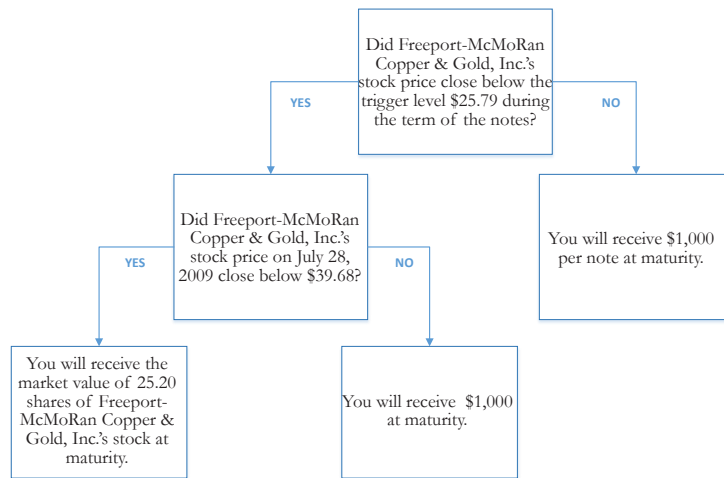 Did Freeport-McMoRan
Copper & Gold, Inc.'s
stock price close below the
trigger level $25.79 during
the term of the notes?
YES
NO
Did Freeport-McMoRan
Copper & Gold, Inc.'s
stock price on July 28,
2009 close below $39.68?
You will receive $1,000
per note at maturity.
YES
NO
You will receive the
market value of 25.20
shares of Freeport-
McMoRan Copper &
Gold, Inc.'s stock at
maturity.
You will receive $1,000
at maturity.